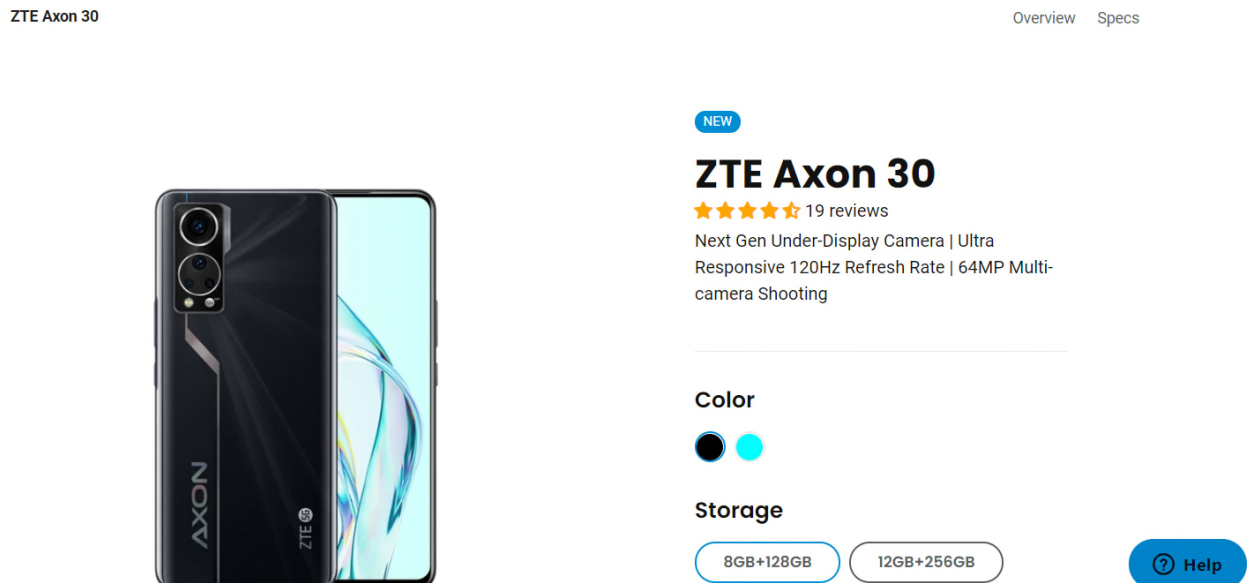 ZTE Axon 30
Overview
Specs
NEW
ZTE Axon 30
19 reviews
Next Gen Under-Display Camera | Ultra
Responsive 120Hz Refresh Rate | 64MP Multi-
camera Shooting
AXON
ZTE 5G
Color
Storage
8GB+128GB
12GB+256GB
Help